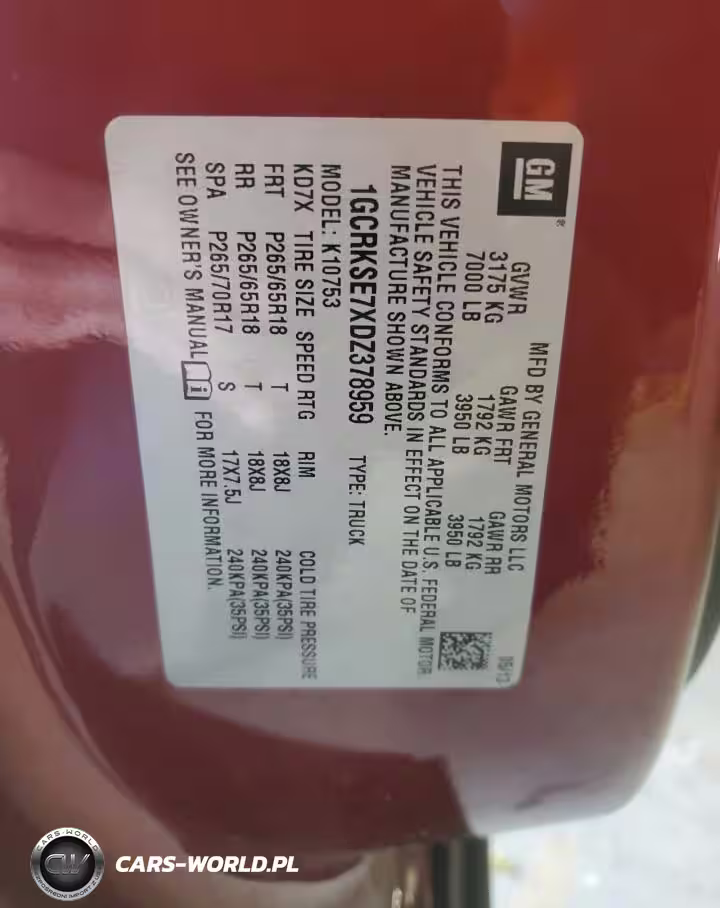 GM
MFD BY GENERAL MOTORS LLC 05/13
GVWR GAWR FRT GAWR RR
3175 KG 1792 KG 1792 KG
7000 LB 3950 LB 3950 LB
THIS VEHICLE CONFORMS TO ALL APPLICABLE U.S. FEDERAL MOTOR
VEHICLE SAFETY STANDARDS IN EFFECT ON THE DATE OF
MANUFACTURE SHOWN ABOVE.
1GCRKSE7XDZ378959 TYPE: TRUCK
MODEL: K10753
KD7X TIRE SIZE SPEED RTG RIM COLD TIRE PRESSURE
FRT P265/65R18 T 18X8J 240KPA(35PSI)
RR P265/65R18 T 18X8J 240KPA(35PSI)
SPA P265/70R17 S 17X7.5J 240KPA(35PSI)
SEE OWNER'S MANUAL i FOR MORE INFORMATION.
CARS-WORLD
CW
CARS-WORLD.PL